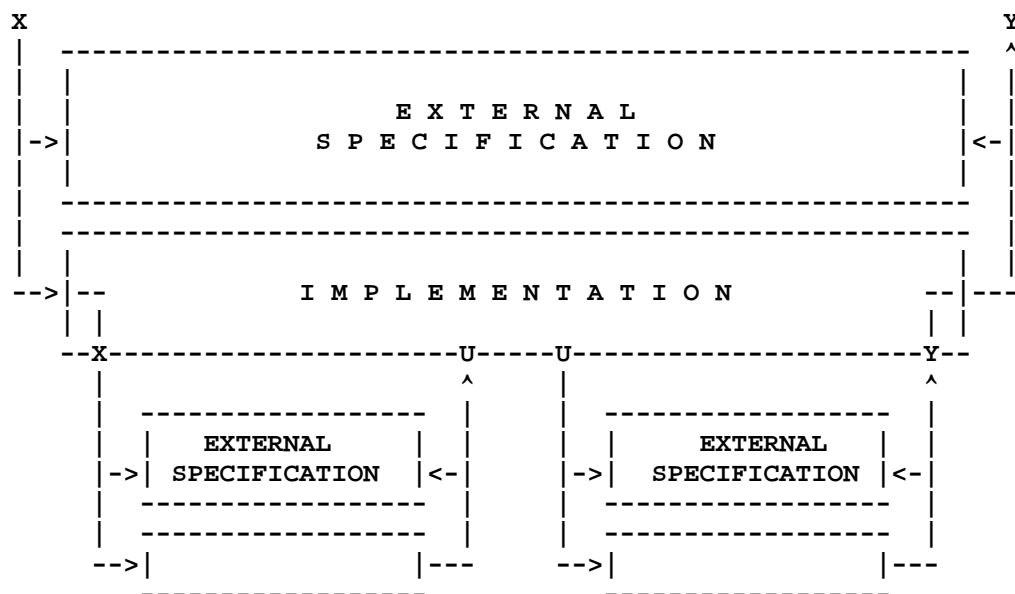 X Y
E X T E R N A L
S P E C I F I C A T I O N
I M P L E M E N T A T I O N
X U U Y
EXTERNAL EXTERNAL
SPECIFICATION SPECIFICATION